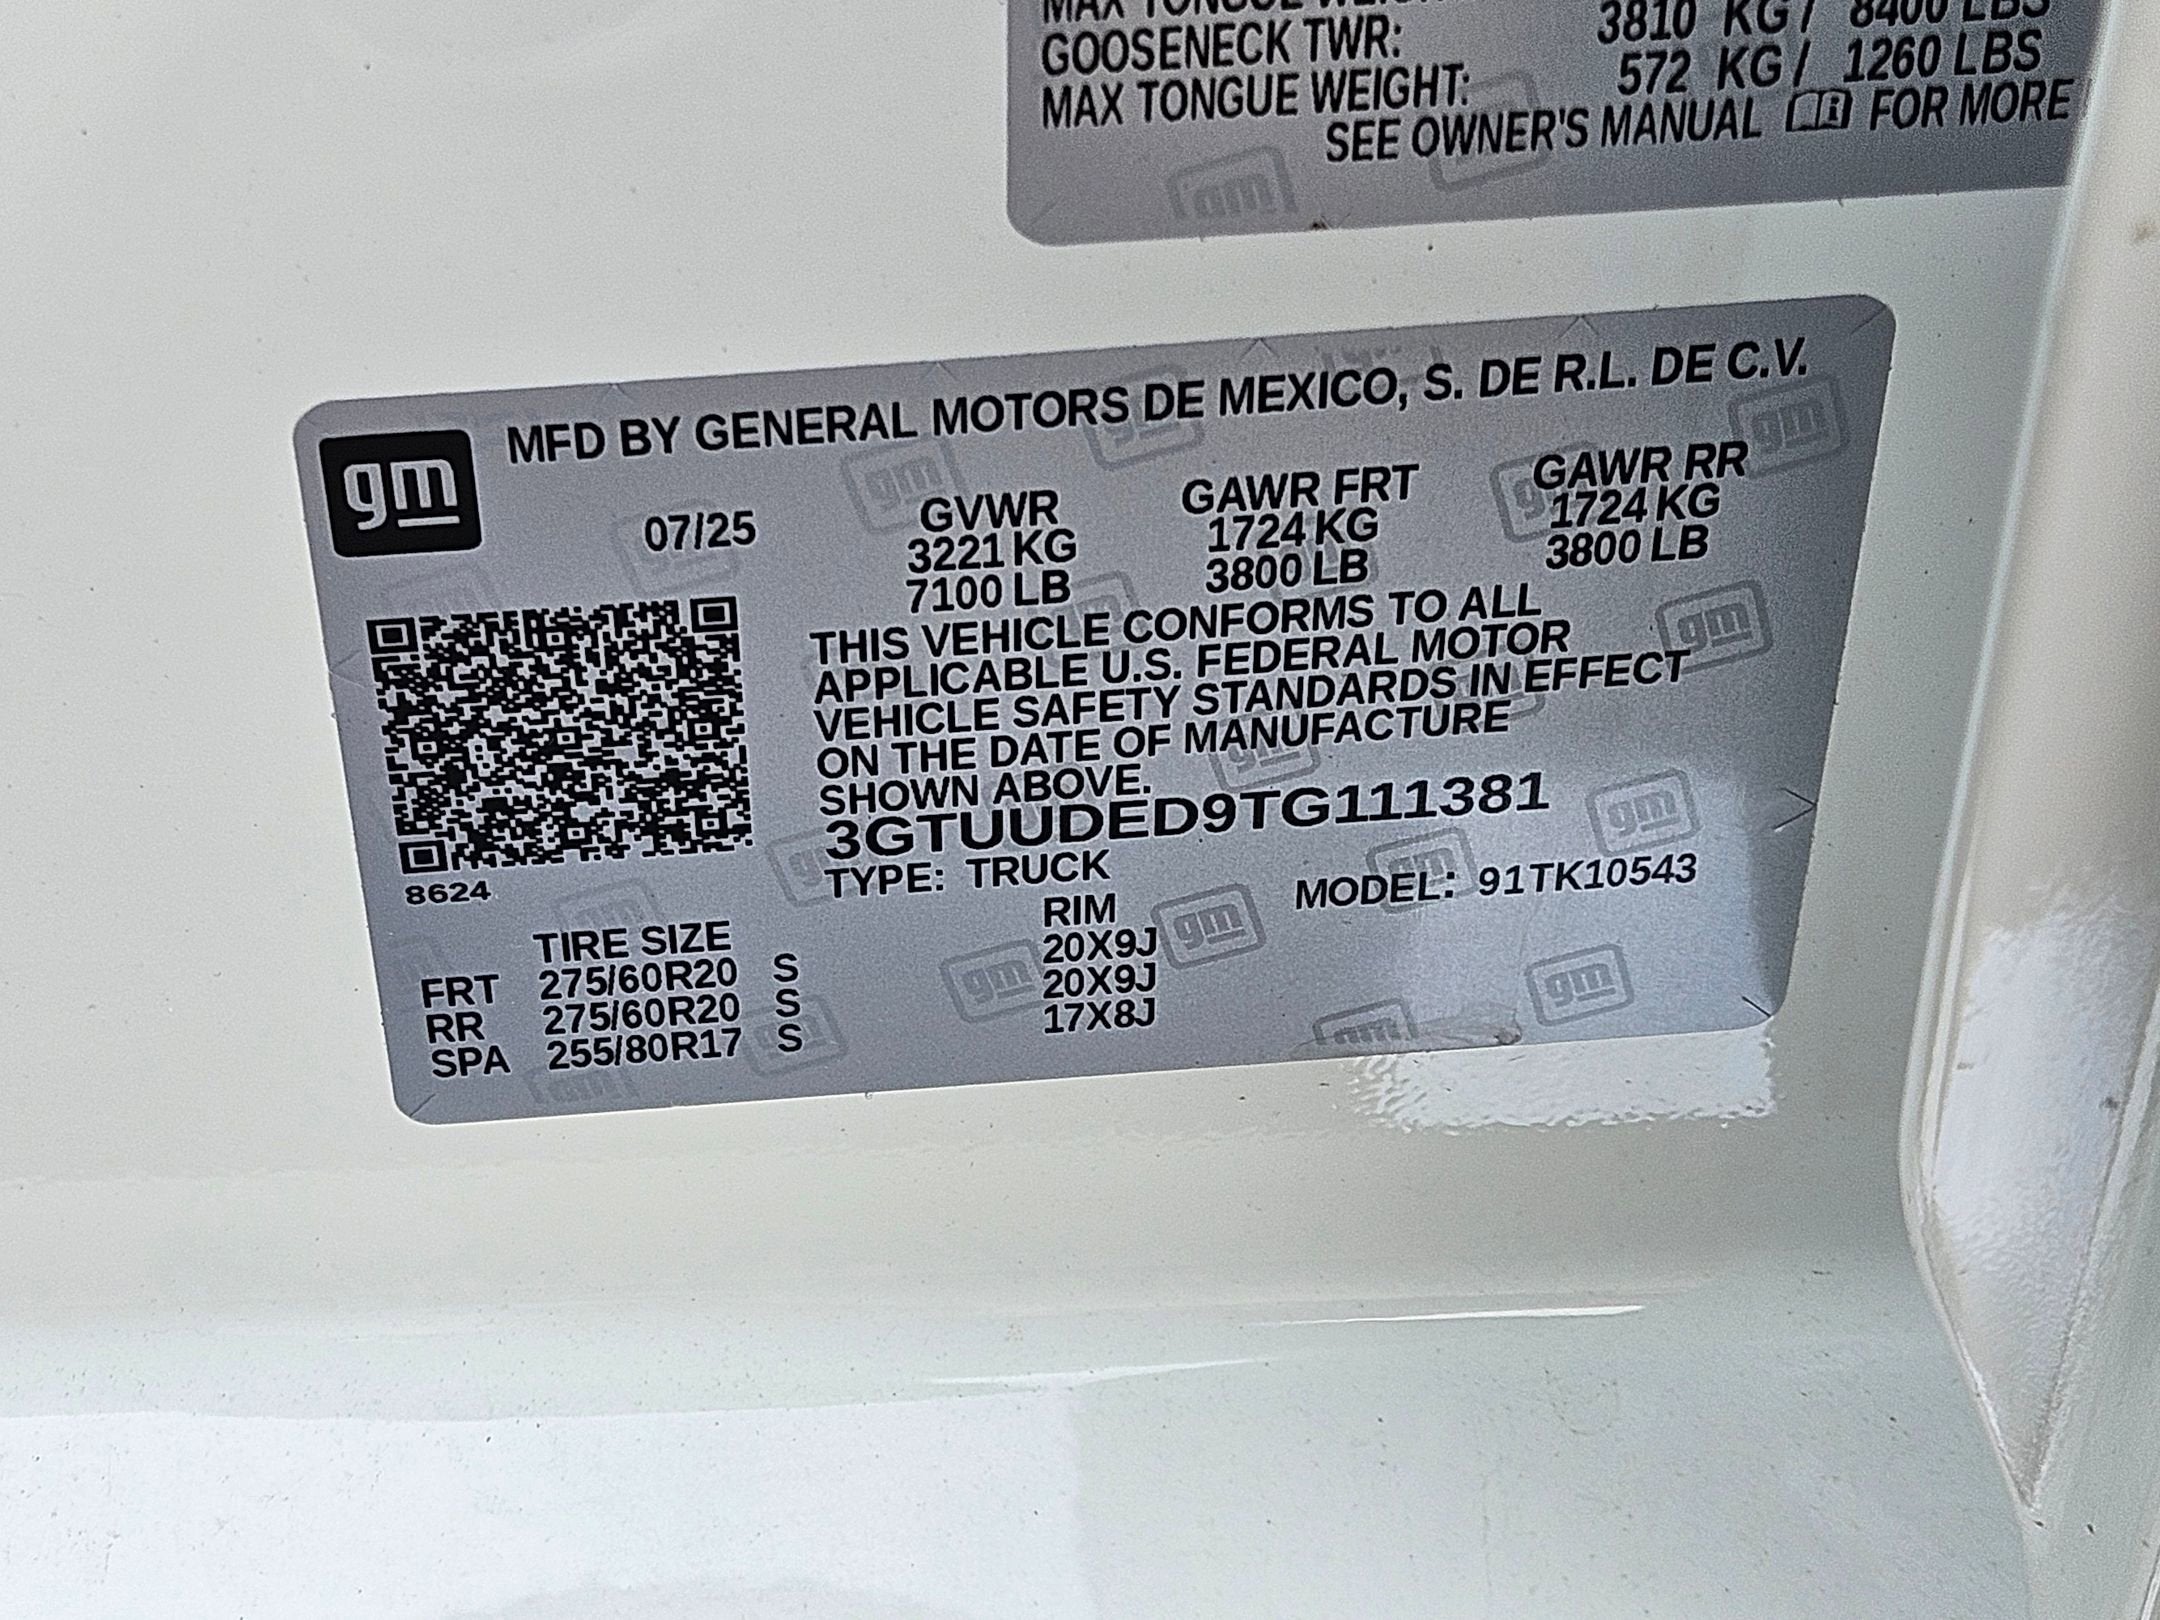 MAX TONGUE WEIGHT:
3810 KG / 8400 LBS
GOOSENECK TWR:
572 KG / 1260 LBS
MAX TONGUE WEIGHT:
SEE OWNER'S MANUAL FOR MORE
gm MFD BY GENERAL MOTORS DE MEXICO, S. DE R.L. DE C.V.
GVWR GAWR FRT GAWR RR
07/25 3221 KG 1724 KG 1724 KG
7100 LB 3800 LB 3800 LB
THIS VEHICLE CONFORMS TO ALL
APPLICABLE U.S. FEDERAL MOTOR
VEHICLE SAFETY STANDARDS IN EFFECT
ON THE DATE OF MANUFACTURE
SHOWN ABOVE.
3GTUUDED9TG111381
TYPE: TRUCK MODEL: 91TK10543
8624
TIRE SIZE RIM
FRT 275/60R20 S 20X9J
RR 275/60R20 S 20X9J
SPA 255/80R17 S 17X8J